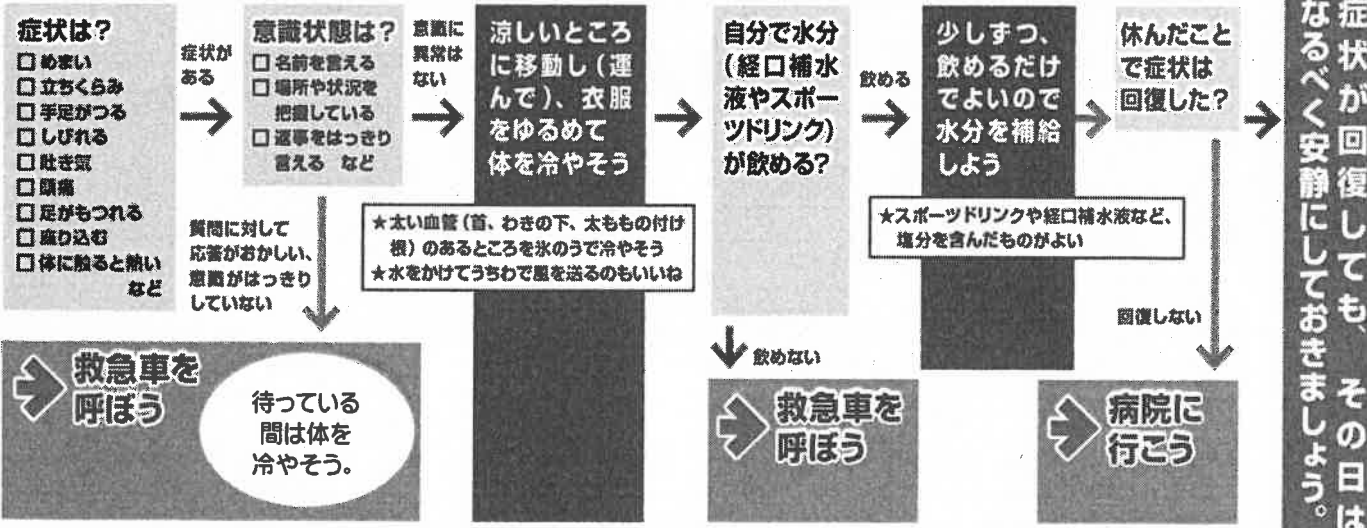 症状は?
□めまい
□立ちくらみ
□手足がつる
□しびれる
□吐き気
□頭痛
□足がもつれる
□座り込む
□体に触ると熱い
など
症状が
ある
意識状態は?
□名前を言える
□場所や状況を
把握している
□返事をはっきり
言える など
意識に
異常は
ない
質問に対して
応答がおかしい、
意識がはっきり
していない
救急車を
呼ぼう
待っている
間は体を
冷やそう。
涼しいところ
に移動し(運
んで)、衣服
をゆるめて
体を冷やそう
★太い血管(首、わきの下、太ももの付け
根)のあるところを氷のうで冷やそう
★水をかけてうちわで風を送るのもいいね
自分で水分
(経口補水
液やスポー
ツドリンク)
が飲める?
飲める
飲めない
救急車を
呼ぼう
少しずつ、
飲めるだけ
でよいので
水分を補給
しよう
★スポーツドリンクや経口補水液など、
塩分を含んだものがよい
休んだこと
で症状は
回復した?
回復しない
病院に
行こう
症状が回復しても、その日は
なるべく安静にしておきましょう。